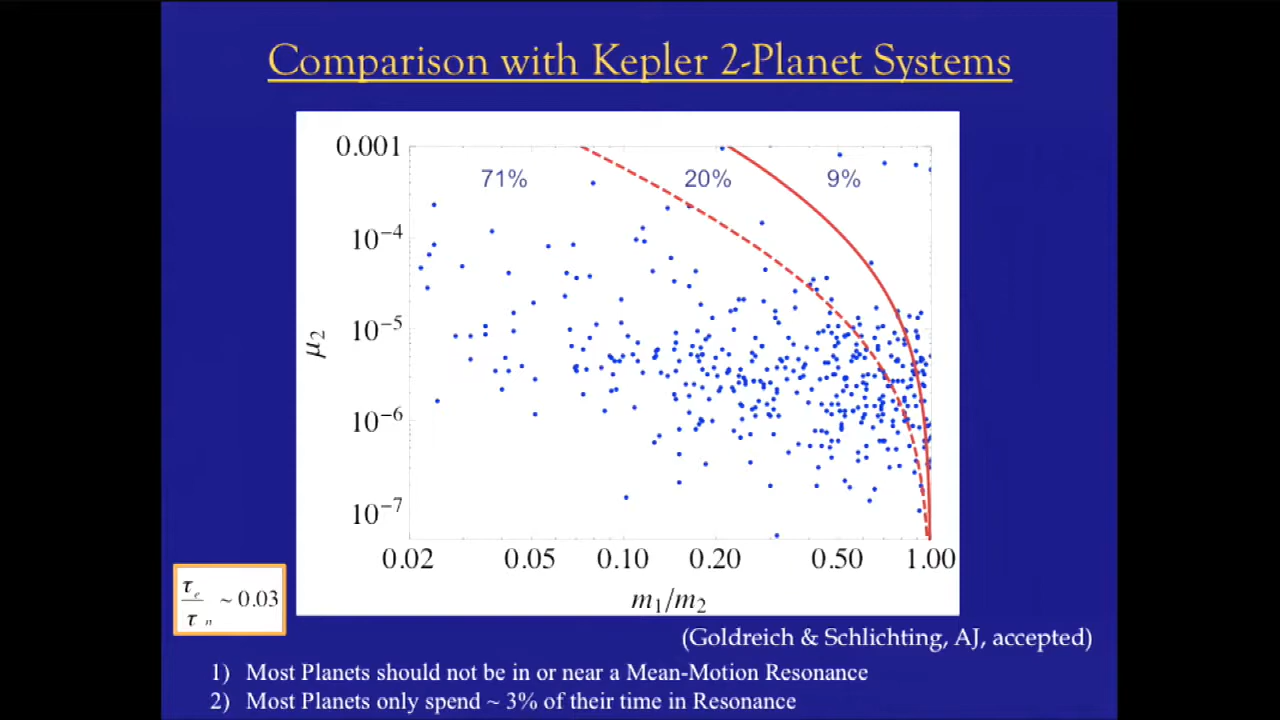 Comparison with Kepler 2-Planet Systems
0.001
71%
20%
9%
10⁻⁴
10⁻⁵
μ₂
10⁻⁶
10⁻⁷
0.02
0.05
0.10
0.20
0.50
1.00
m₁/m₂
τₑ/τₙ ~ 0.03
(Goldreich & Schlichting, AJ, accepted)
1) Most Planets should not be in or near a Mean-Motion Resonance
2) Most Planets only spend ~ 3% of their time in Resonance